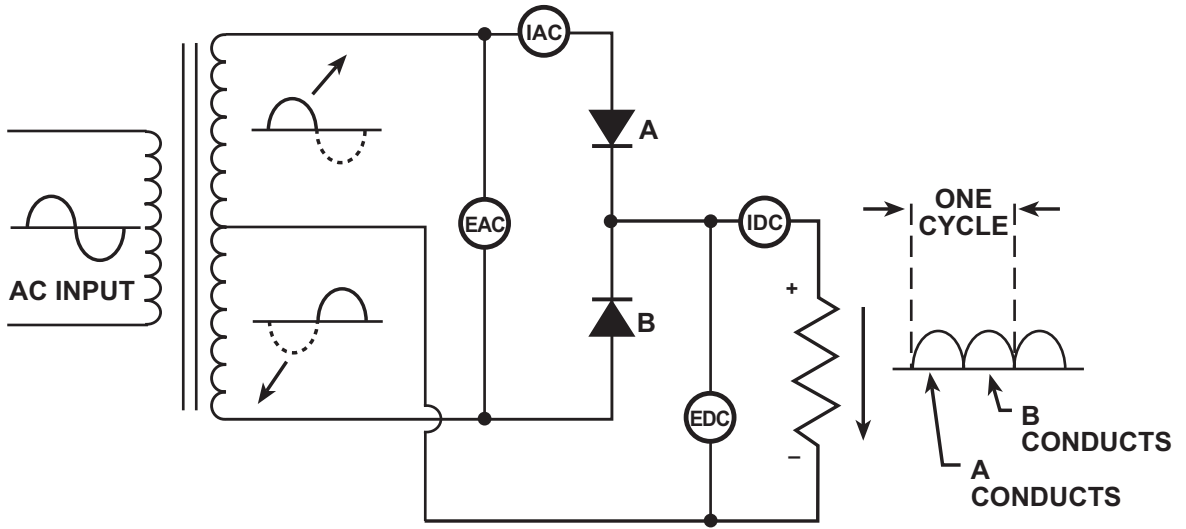 IAC
A
EAC
IDC
ONE
CYCLE
AC INPUT
+
B
EDC
–
B
CONDUCTS
A
CONDUCTS